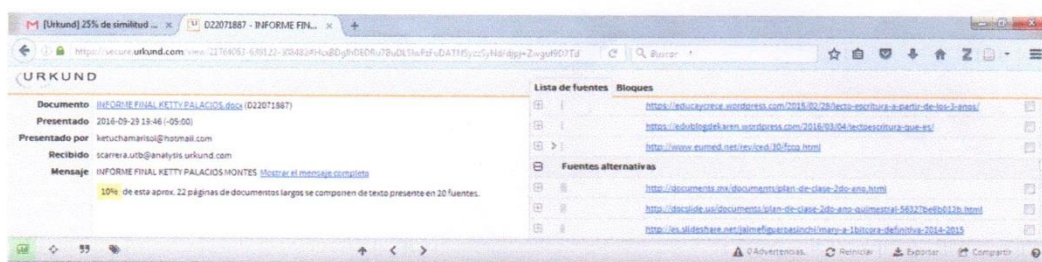 [Urkund] 25% de similitud ...
D22071887 - INFORME FIN...
secure.urkund.com
Buscar
URKUND
Documento INFORME FINAL KETTY PALACIOS.docx (D22071887)
Presentado 2016-09-29 19:46 (-05:00)
Presentado por ketuchamarisol@hotmail.com
Recibido scarrera.utb@analysis.urkund.com
Mensaje INFORME FINAL KETTY PALACIOS MONTES Mostrar el mensaje completo
10% de esta aprox. 22 páginas de documentos largos se componen de texto presente en 20 fuentes.
Lista de fuentes Bloques
https://educaycrece.wordpress.com/2015/02/28/lecto-escritura-a-partir-de-los-3-anos/
https://edublogdekaren.wordpress.com/2016/03/04/lectoescritura-que-es/
http://www.eumed.net/rev/ced/30/fccp.html
Fuentes alternativas
http://documents.mx/documents/plan-de-clase-2do-ano.html
http://docslide.us/documents/plan-de-clase-2do-ano-quimestral-56327be8b012b.html
http://es.slideshare.net/jaimefigueroasinchi/mary-a-1bitcora-definitiva-2014-2015
0 Advertencias.
Reiniciar
Exportar
Compartir